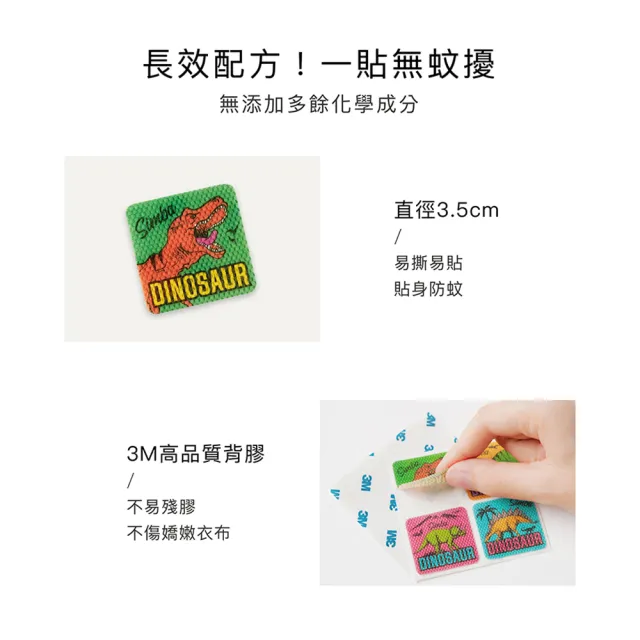 長效配方！一貼無蚊擾
無添加多餘化學成分
Simba
DINOSAUR
直徑3.5cm
/
易撕易貼
貼身防蚊
3M高品質背膠
/
不易殘膠
不傷嬌嫩衣布
3M
3M
3M
3M
3M
Simba
DINOSAUR
DINOSAUR